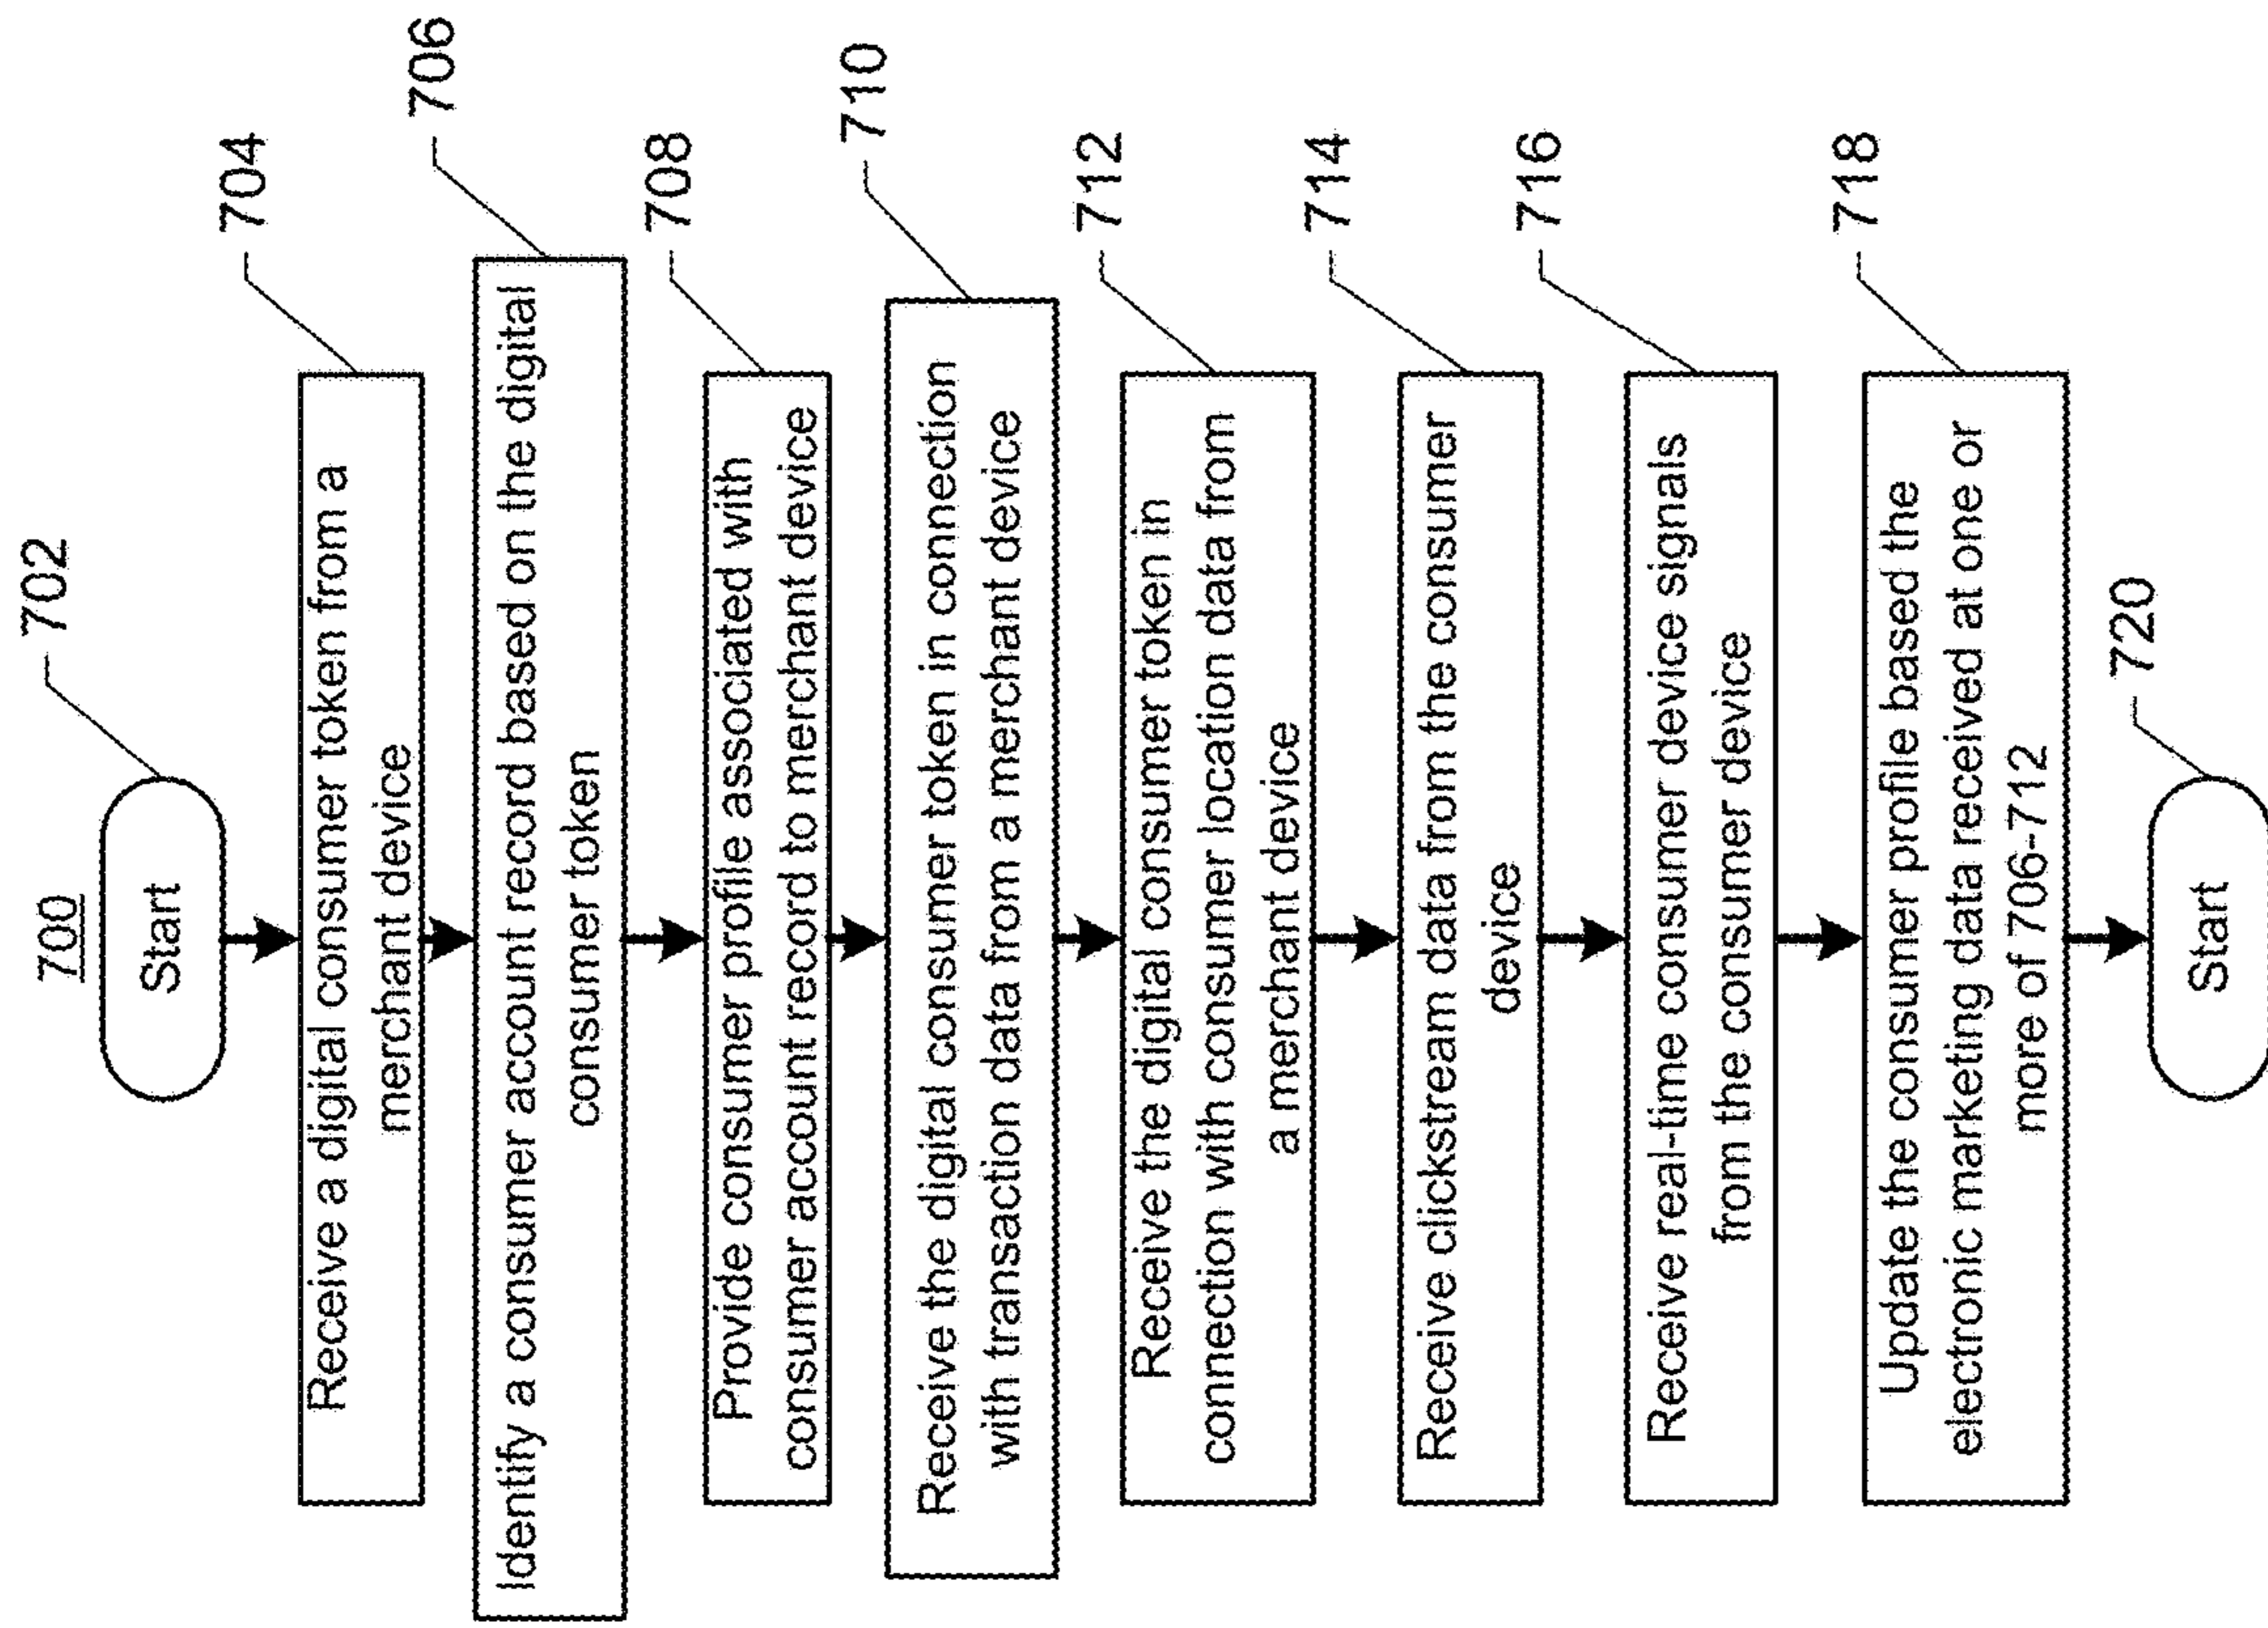 700
702
Start
704
Receive a digital consumer token from a
merchant device
706
Identify a consumer account record based on the digital
consumer token
708
Provide consumer profile associated with
consumer account record to merchant device
710
Receive the digital consumer token in connection
with transaction data from a merchant device
712
Receive the digital consumer token in
connection with consumer location data from
a merchant device
714
Receive clickstream data from the consumer
device
716
Receive real-time consumer device signals
from the consumer device
718
Update the consumer profile based the
electronic marketing data received at one or
more of 706-712
720
Start